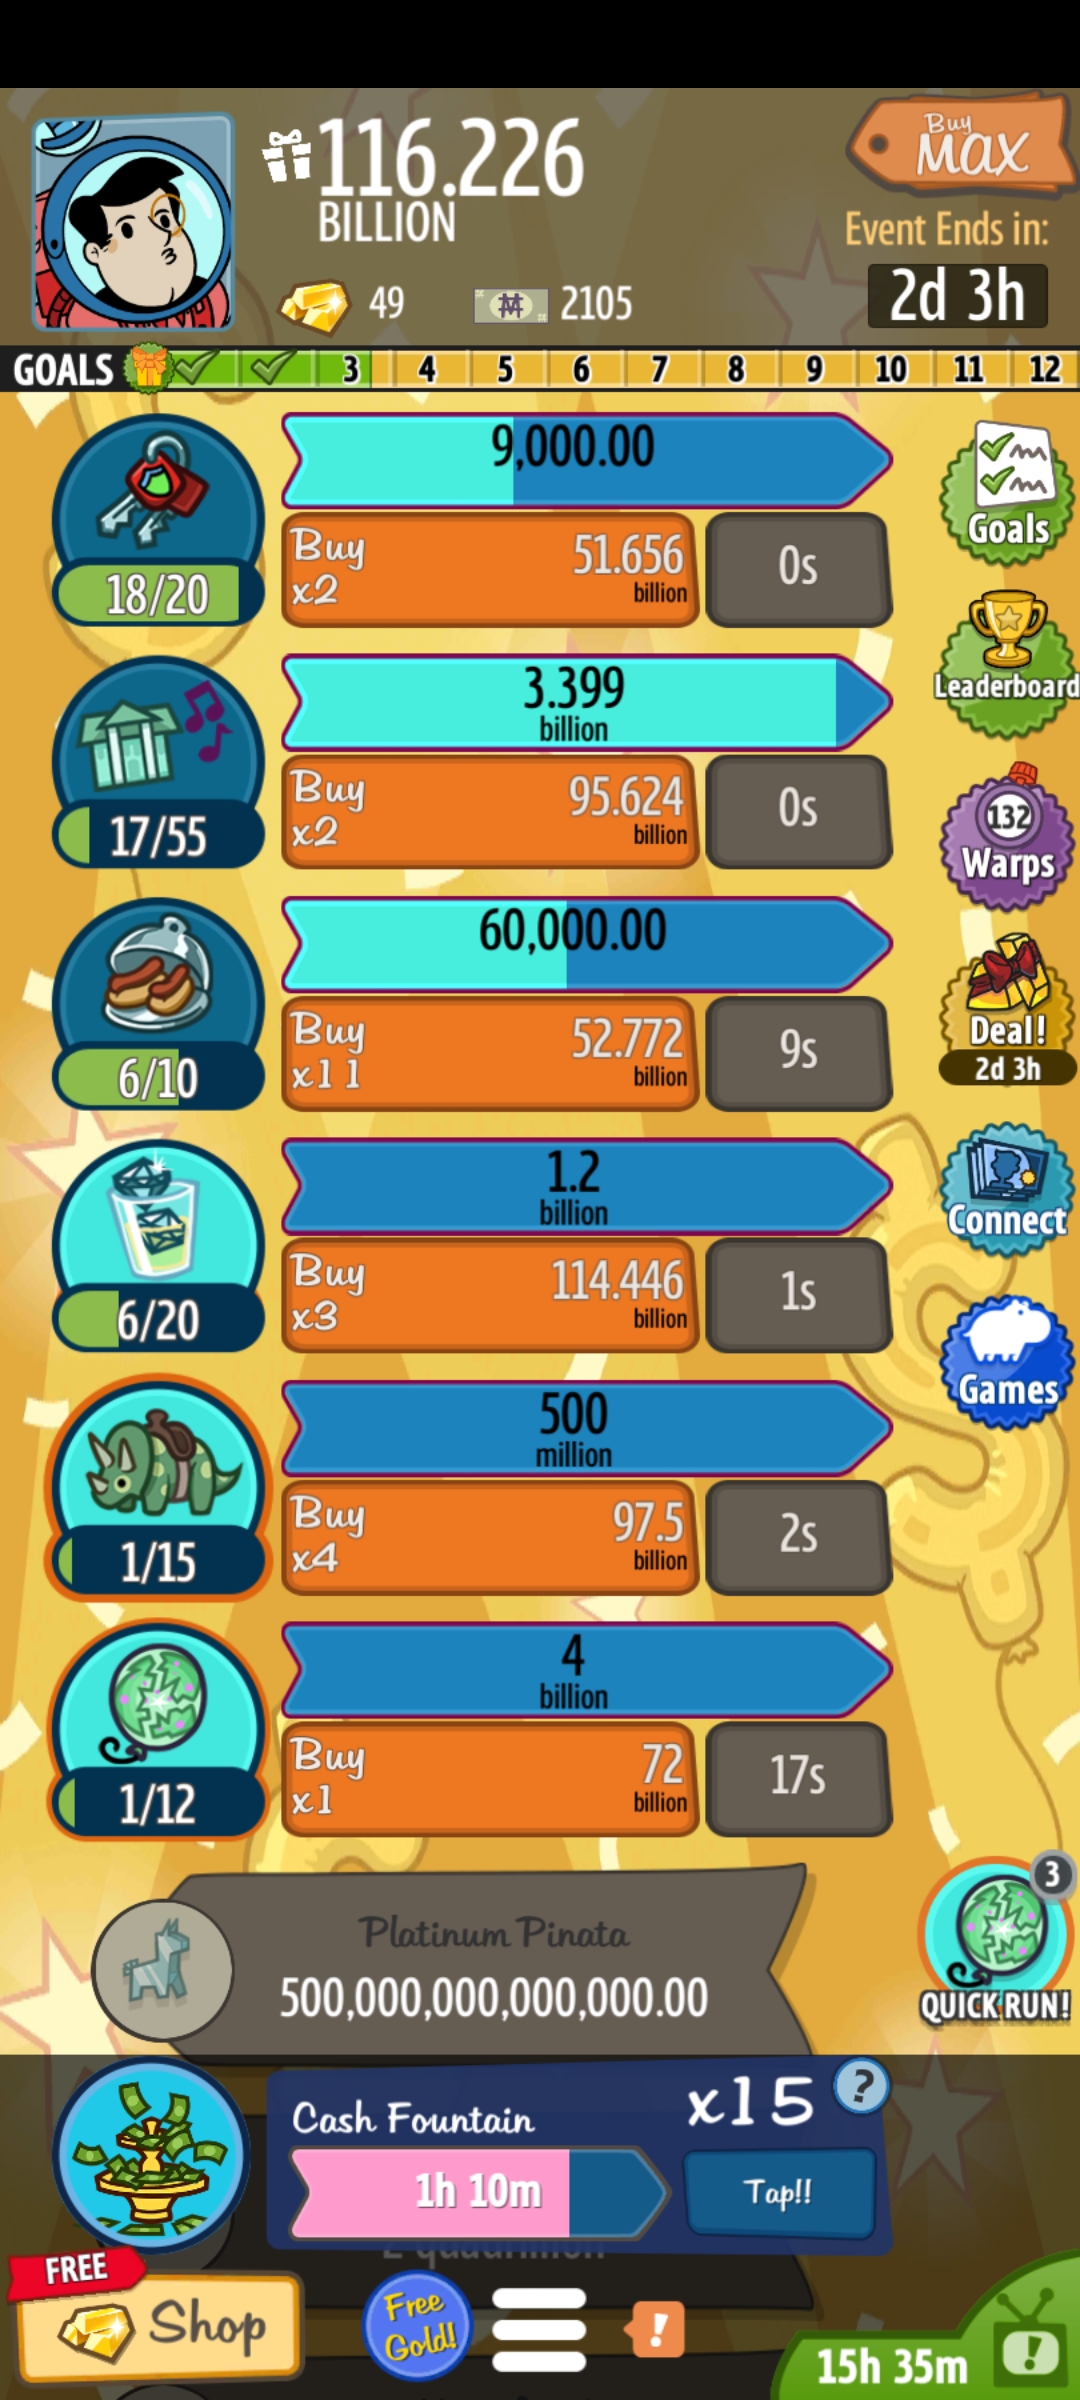 116.226
BILLION
Buy
MAX
Event Ends in:
2d 3h
49
2105
GOALS 3 4 5 6 7 8 9 10 11 12
9,000.00
Buy
x2
51.656
billion
0s
18/20
Goals
Leaderboard
3.399
billion
Buy
x2
95.624
billion
0s
17/55
132
Warps
60,000.00
Buy
x11
52.772
billion
9s
6/10
Deal!
2d 3h
1.2
billion
Buy
x3
114.446
billion
1s
6/20
Connect
500
million
Buy
x4
97.5
billion
2s
1/15
Games
4
billion
Buy
x1
72
billion
17s
1/12
Platinum Pinata
500,000,000,000,000.00
3
QUICK RUN!
Cash Fountain
x15
?
1h 10m
Tap!!
2 quadrillion
FREE
Shop
Free
Gold!
!
15h 35m
!